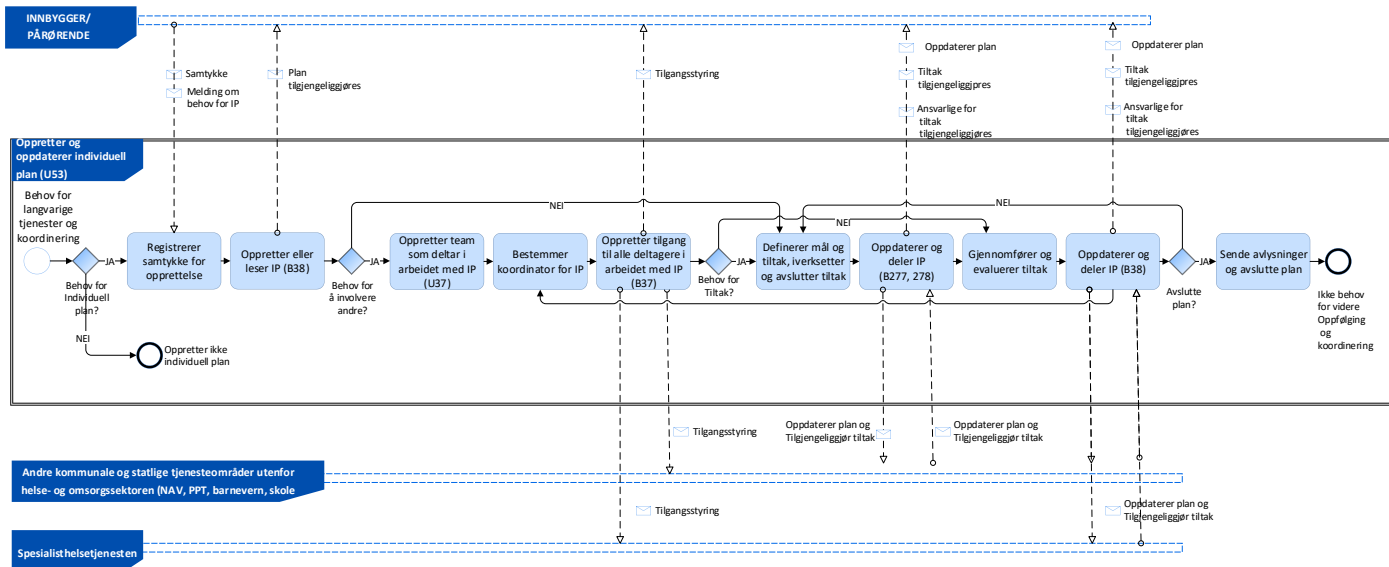 INNBYGGER/
PÅRØRENDE
Samtykke
Melding om
behov for IP
Plan
tilgjengeliggjøres
Tilgangsstyring
Oppdaterer plan
Tiltak
tilgjengeliggjpres
Ansvarlige for
tiltak
tilgjengeliggjøres
Oppdaterer plan
Tiltak
tilgjengeliggjpres
Ansvarlige for
tiltak
tilgjengeliggjøres
Oppretter og
oppdaterer individuell
plan (U53)
Behov for
langvarige
tjenester og
koordinering
Behov for
Individuell
plan?
JA
NEI
Oppretter ikke
individuell plan
Registrerer
samtykke for
opprettelse
Oppretter eller
leser IP (B38)
Behov for
å involvere
andre?
JA
NEI
Oppretter team
som deltar i
arbeidet med IP
(U37)
Bestemmer
koordinator for IP
Oppretter tilgang
til alle deltagere i
arbeidet med IP
(B37)
Behov for
Tiltak?
JA
NEI
Definerer mål og
tiltak, iverksetter
og avslutter tiltak
Oppdaterer og
deler IP
(B277, 278)
Gjennomfører og
evaluerer tiltak
Oppdaterer og
deler IP (B38)
NEI
Avslutte
plan?
JA
Sende avlysninger
og avslutte plan
Ikke behov
for videre
Oppfølging
og
koordinering
Tilgangsstyring
Oppdaterer plan og
Tilgjengeliggjør tiltak
Oppdaterer plan og
Tilgjengeliggjør tiltak
Andre kommunale og statlige tjenesteområder utenfor
helse- og omsorgssektoren (NAV, PPT, barnevern, skole
Tilgangsstyring
Oppdaterer plan og
Tilgjengeliggjør tiltak
Spesialisthelsetjenesten